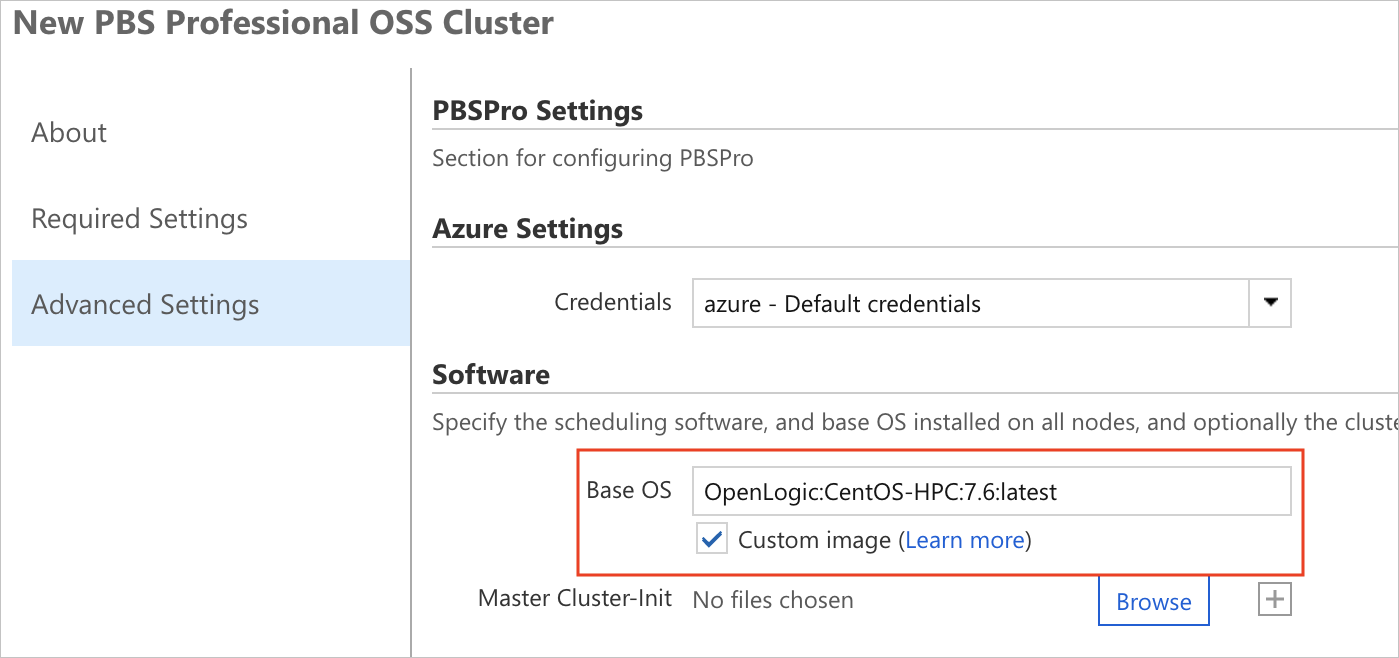 New PBS Professional OSS Cluster
About
Required Settings
Advanced Settings
PBSPro Settings
Section for configuring PBSPro
Azure Settings
Credentials azure - Default credentials
Software
Specify the scheduling software, and base OS installed on all nodes, and optionally the cluste
Base OS OpenLogic:CentOS-HPC:7.6:latest
Custom image (Learn more)
Master Cluster-Init No files chosen Browse